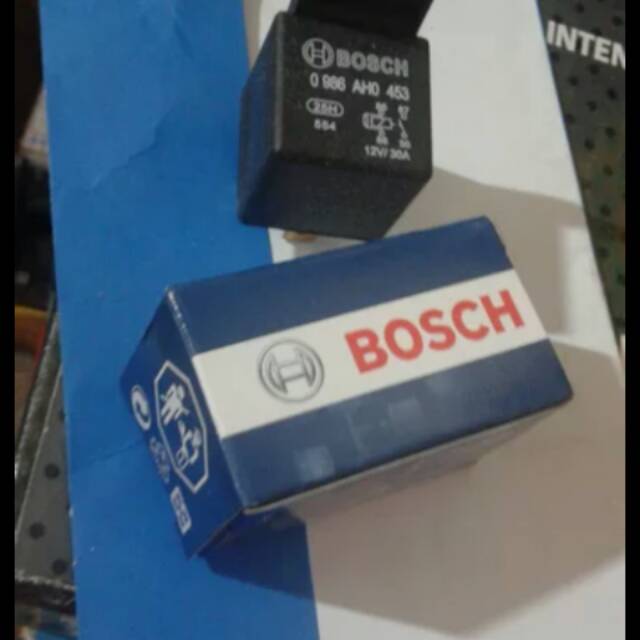 BOSCH
0 986 AH0 453
12V/30A
INTEN
BOSCH